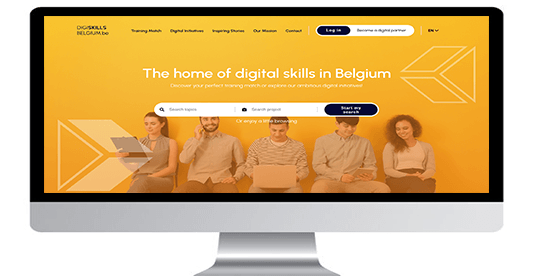 DIGISKILLS
BELGIUM.be
Training Match
Digital Initiatives
Inspiring Stories
Our Mission
Contact
Log in
Become a digital partner
EN
The home of digital skills in Belgium
Discover your perfect training match or explore our ambitious digital initiatives
Search topics
Search project
Start my
search
Or enjoy a little browsing